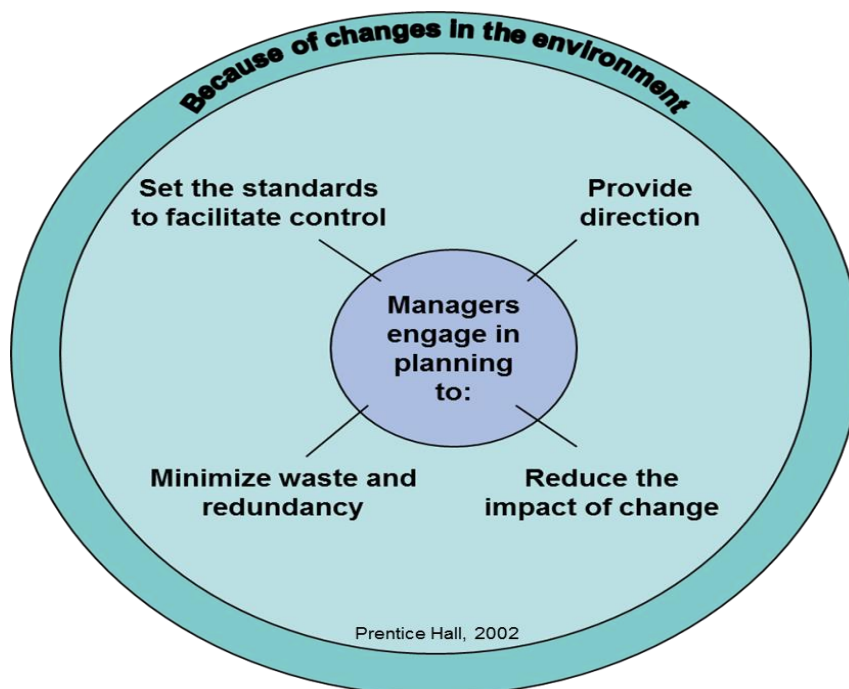 Because of changes in the environment
Set the standards
to facilitate control
Provide
direction
Managers
engage in
planning
to:
Minimize waste and
redundancy
Reduce the
impact of change
Prentice Hall, 2002